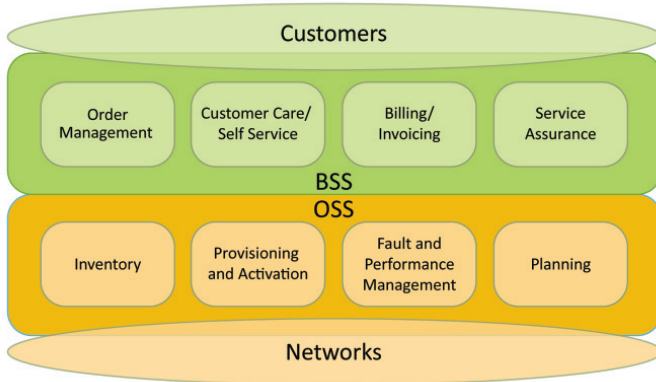 Customers
Order
Management
Customer Care/
Self Service
Billing/
Invoicing
Service
Assurance
BSS
OSS
Inventory
Provisioning
and Activation
Fault and
Performance
Management
Planning
Networks